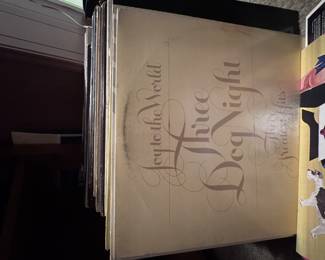 Joy to the World
Three
Dog Night
Their
Greatest Hits